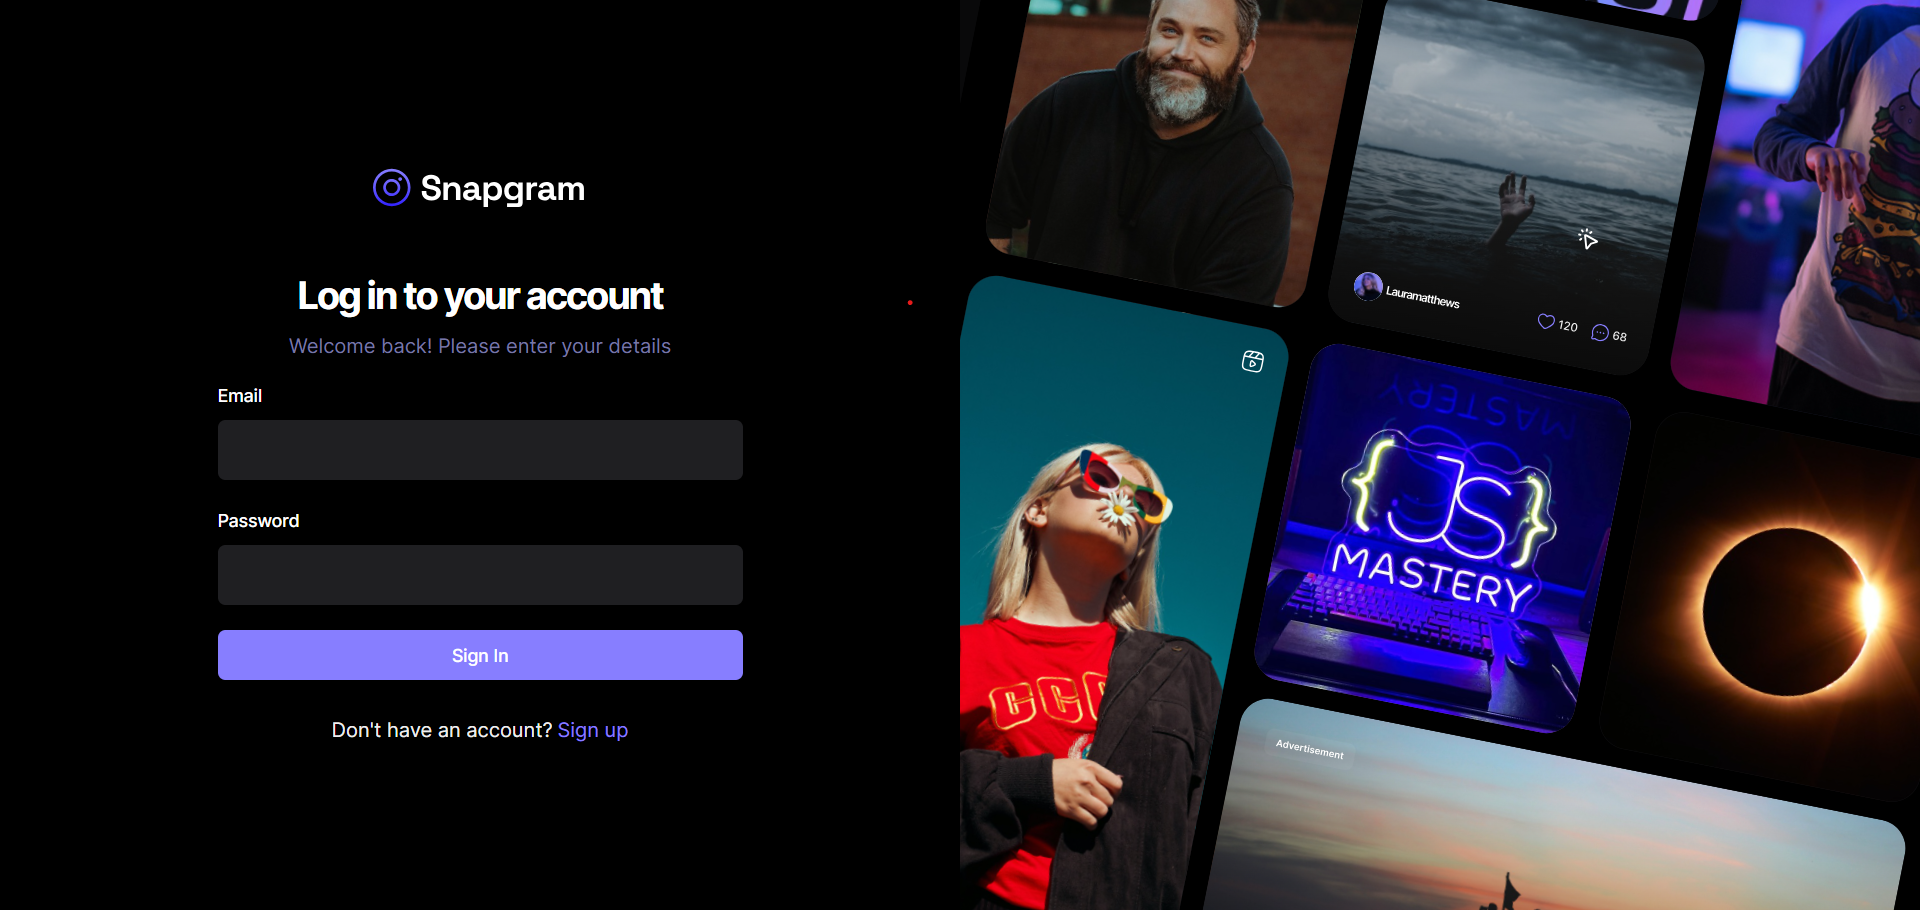 Snapgram
Log in to your account
Welcome back! Please enter your details
Email
Password
Sign In
Don't have an account? Sign up
Lauramatthews
120
68
{JS}
MASTERY
Advertisement